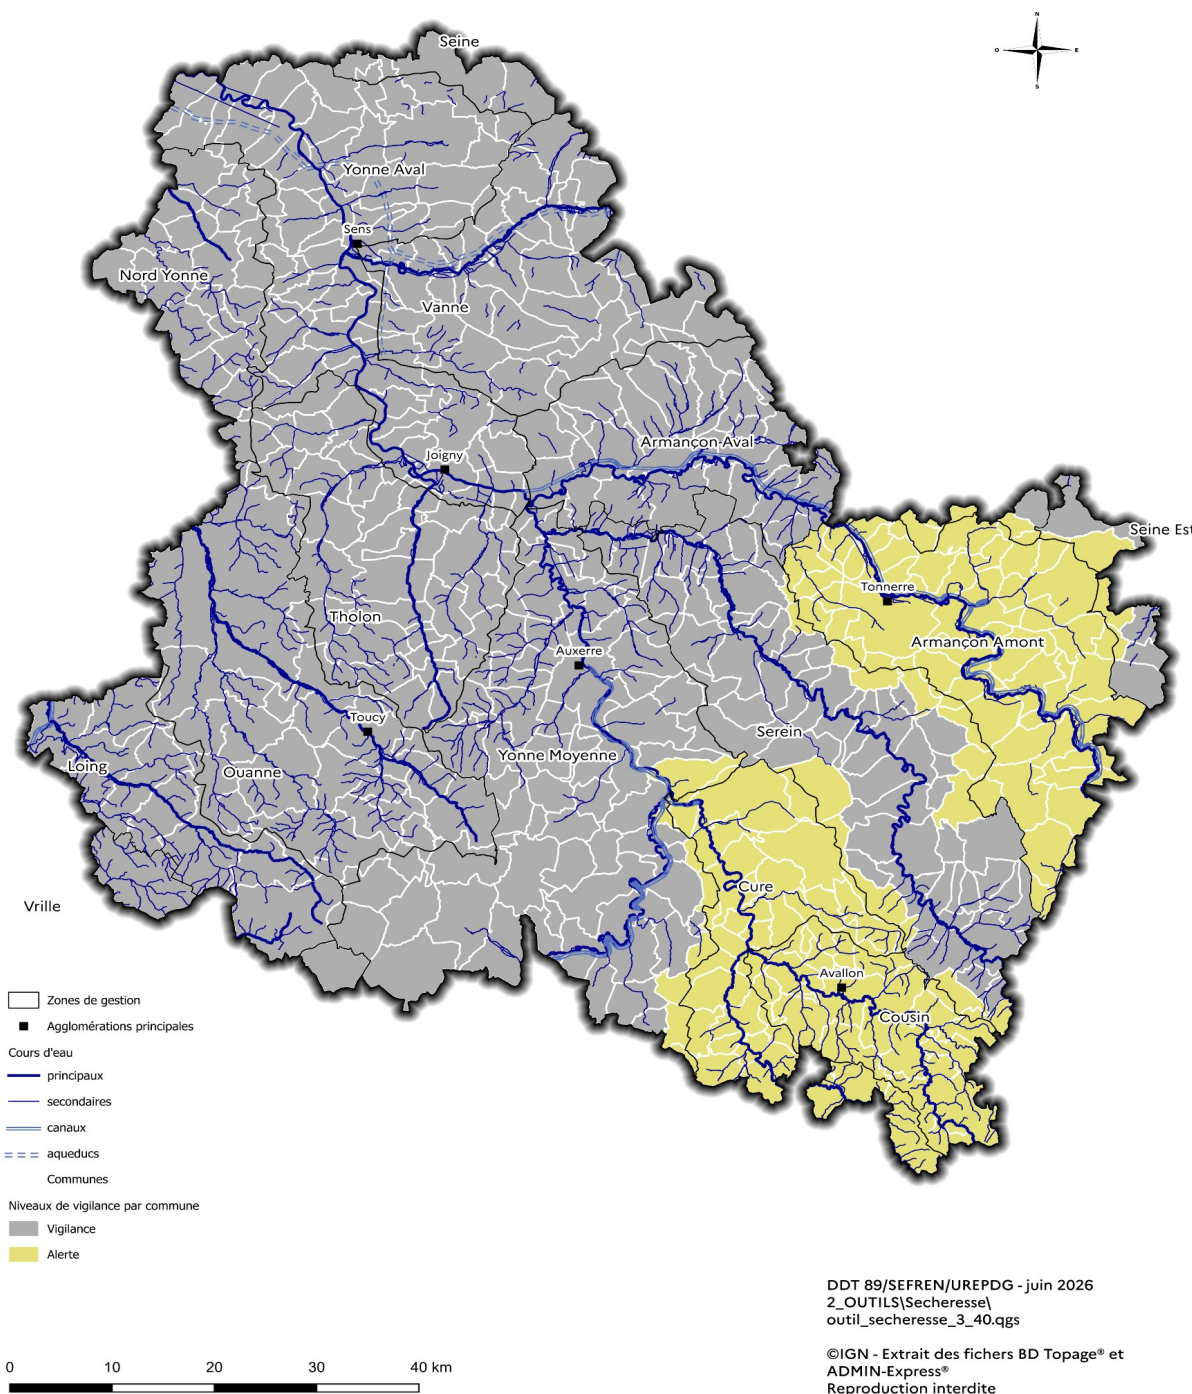 N
O
E
S
Seine
Yonne Aval
Sens
Nord Yonne
Vanne
Armançon Aval
Joigny
Seine Est
Tonnerre
Tholon
Armançon Amont
Auxerre
Toucy
Serein
Yonne Moyenne
Loing
Ouanne
Cure
Vrille
Avallon
Cousin
Zones de gestion
Agglomérations principales
Cours d'eau
principaux
secondaires
canaux
aqueducs
Communes
Niveaux de vigilance par commune
Vigilance
Alerte
DDT 89/SEFREN/UREPDG - juin 2026
2_OUTILS\Secheresse\
outil_secheresse_3_40.qgs
©IGN - Extrait des fichers BD Topage® et
ADMIN-Express®
Reproduction interdite
0 10 20 30 40 km